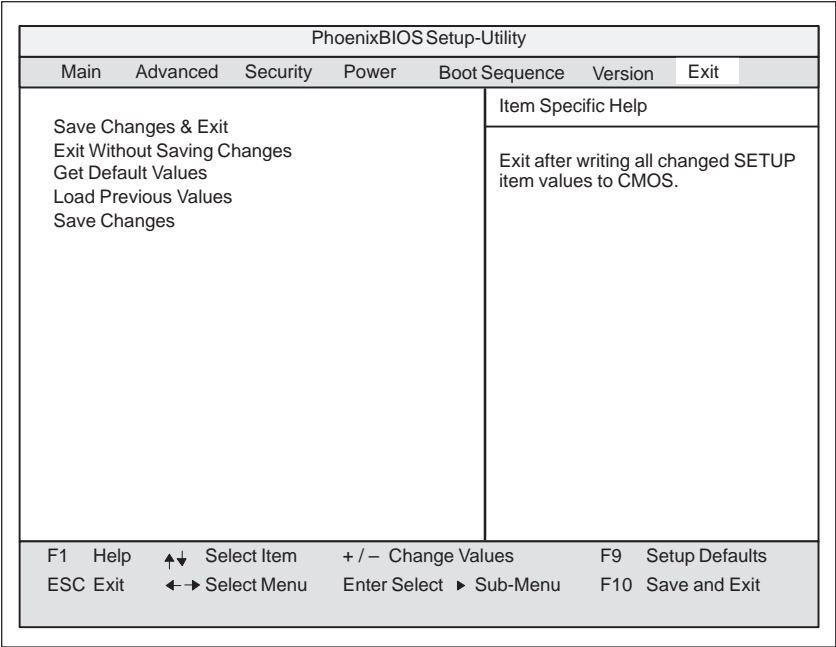 PhoenixBIOS Setup-Utility
Main Advanced Security Power Boot Sequence Version Exit
Item Specific Help
Save Changes & Exit
Exit Without Saving Changes
Get Default Values
Load Previous Values
Save Changes
Exit after writing all changed SETUP
item values to CMOS.
F1 Help Select Item + / – Change Values F9 Setup Defaults
ESC Exit Select Menu Enter Select Sub-Menu F10 Save and Exit